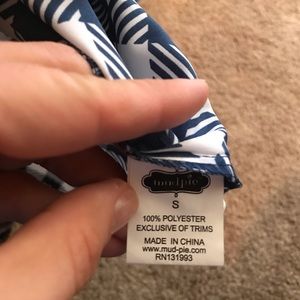 mud pie
S
100% POLYESTER
EXCLUSIVE OF TRIMS
MADE IN CHINA
www.mud-pie.com
RN131993